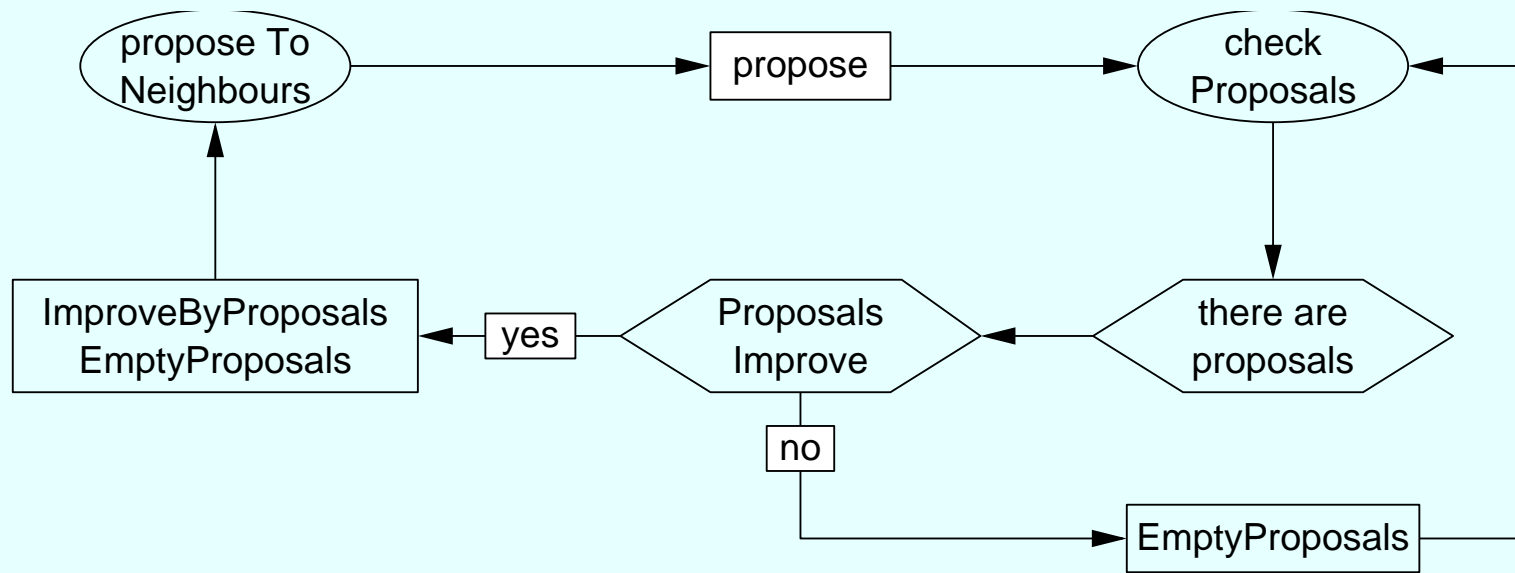 propose To
Neighbours
propose
check
Proposals
ImproveByProposals
EmptyProposals
yes
Proposals
Improve
there are
proposals
no
EmptyProposals